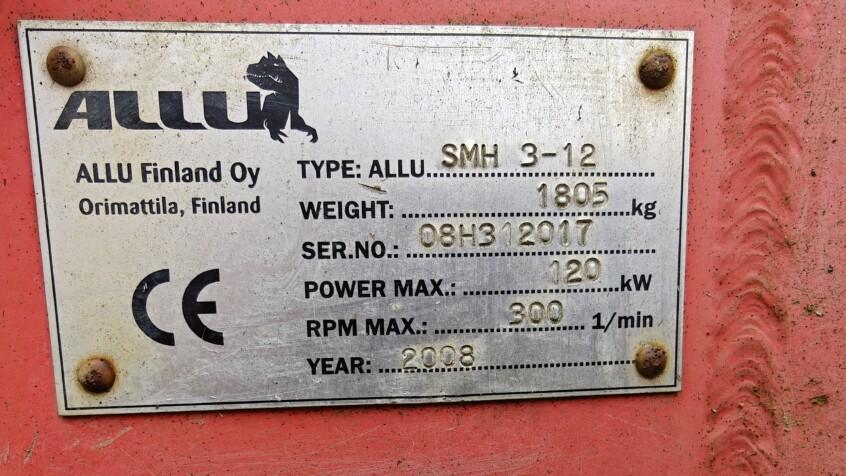 ALLU
ALLU Finland Oy
Orimattila, Finland
CE
TYPE: ALLU SMH 3-12
WEIGHT: 1805 kg
SER.NO.: 08H312017
POWER MAX.: 120 kW
RPM MAX.: 300 1/min
YEAR: 2008